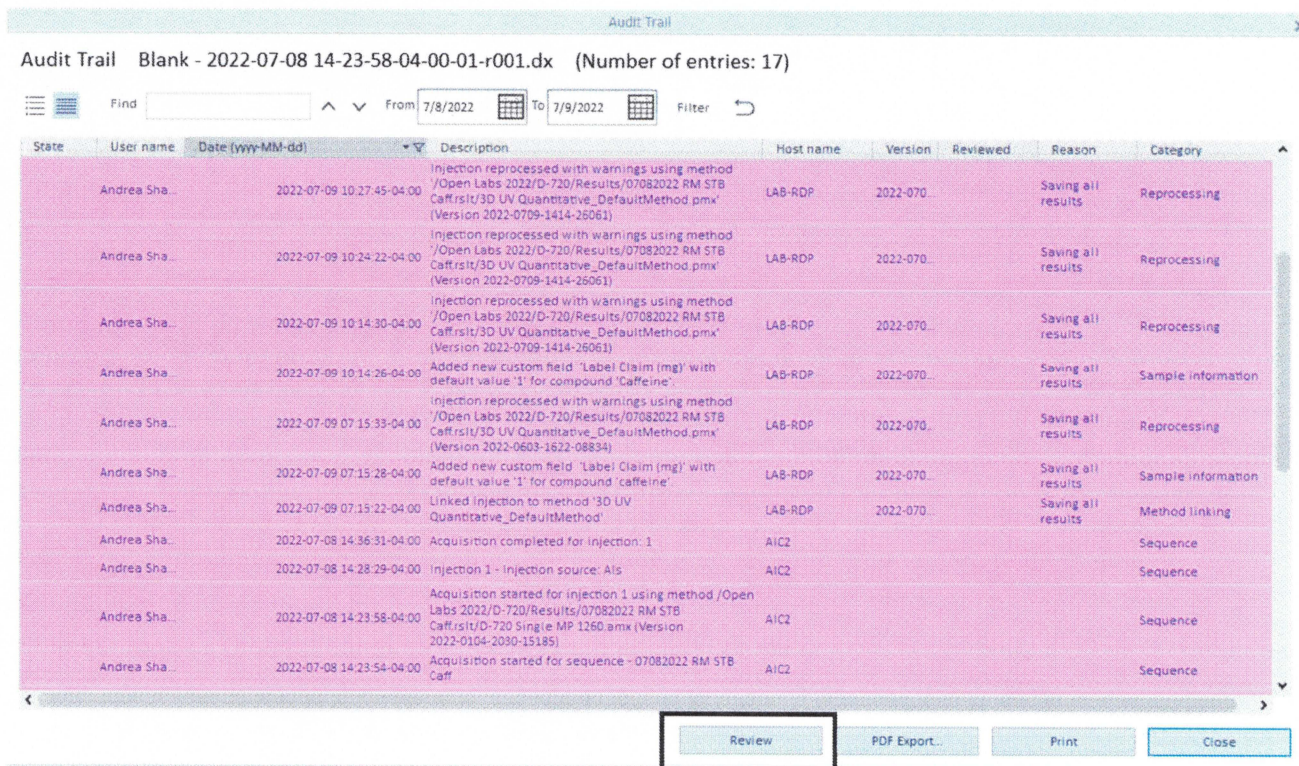 Audit Trail
Audit Trail Blank - 2022-07-08 14-23-58-04-00-01-r001.dx (Number of entries: 17)
Find From 7/8/2022 To 7/9/2022 Filter
State User name Date (yyyy-MM-dd) Description Host name Version Reviewed Reason Category
Injection reprocessed with warnings using method
Andrea Sha... 2022-07-09 10:27:45-04:00 '/Open Labs 2022/D-720/Results/07082022 RM STB LAB-RDP 2022-070... Saving all Reprocessing
Caff.rslt/3D UV Quantitative_DefaultMethod.pmx' results
(Version 2022-0709-1414-26061)
Injection reprocessed with warnings using method
Andrea Sha... 2022-07-09 10:24:22-04:00 '/Open Labs 2022/D-720/Results/07082022 RM STB LAB-RDP 2022-070... Saving all Reprocessing
Caff.rslt/3D UV Quantitative_DefaultMethod.pmx' results
(Version 2022-0709-1414-26061)
Injection reprocessed with warnings using method
Andrea Sha... 2022-07-09 10:14:30-04:00 '/Open Labs 2022/D-720/Results/07082022 RM STB LAB-RDP 2022-070... Saving all Reprocessing
Caff.rslt/3D UV Quantitative_DefaultMethod.pmx' results
(Version 2022-0709-1414-26061)
Andrea Sha... 2022-07-09 10:14:26-04:00 Added new custom field 'Label Claim (mg)' with LAB-RDP 2022-070... Saving all Sample information
default value '1' for compound 'Caffeine'. results
Injection reprocessed with warnings using method
Andrea Sha... 2022-07-09 07:15:33-04:00 '/Open Labs 2022/D-720/Results/07082022 RM STB LAB-RDP 2022-070... Saving all Reprocessing
Caff.rslt/3D UV Quantitative_DefaultMethod.pmx' results
(Version 2022-0603-1622-08834)
Andrea Sha... 2022-07-09 07:15:28-04:00 Added new custom field 'Label Claim (mg)' with LAB-RDP 2022-070... Saving all Sample information
default value '1' for compound 'caffeine'. results
Andrea Sha... 2022-07-09 07:15:22-04:00 Linked injection to method '3D UV LAB-RDP 2022-070... Saving all Method linking
Quantitative_DefaultMethod' results
Andrea Sha... 2022-07-08 14:36:31-04:00 Acquisition completed for injection: 1 AIC2 Sequence
Andrea Sha... 2022-07-08 14:28:29-04:00 Injection 1 - Injection source: Als AIC2 Sequence
Acquisition started for injection 1 using method /Open
Andrea Sha... 2022-07-08 14:23:58-04:00 Labs 2022/D-720/Results/07082022 RM STB AIC2 Sequence
Caff.rslt/D-720 Single MP 1260.amx (Version
2022-0104-2030-15185)
Andrea Sha... 2022-07-08 14:23:54-04:00 Acquisition started for sequence - 07082022 RM STB AIC2 Sequence
Caff
Review PDF Export... Print Close